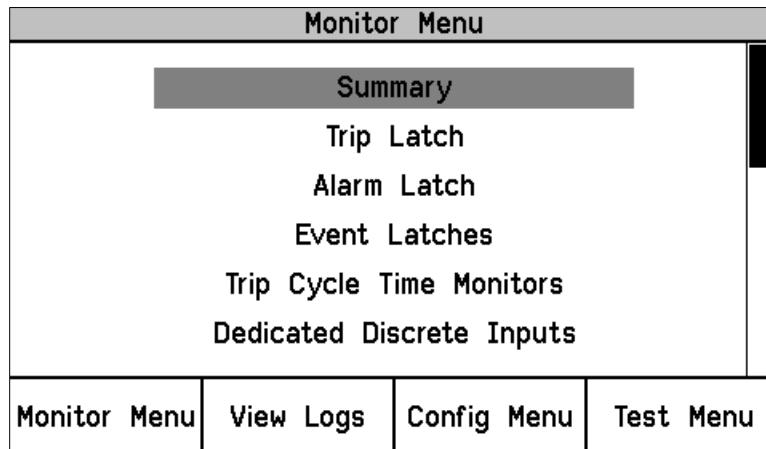 Monitor Menu
Summary
Trip Latch
Alarm Latch
Event Latches
Trip Cycle Time Monitors
Dedicated Discrete Inputs
Monitor Menu View Logs Config Menu Test Menu